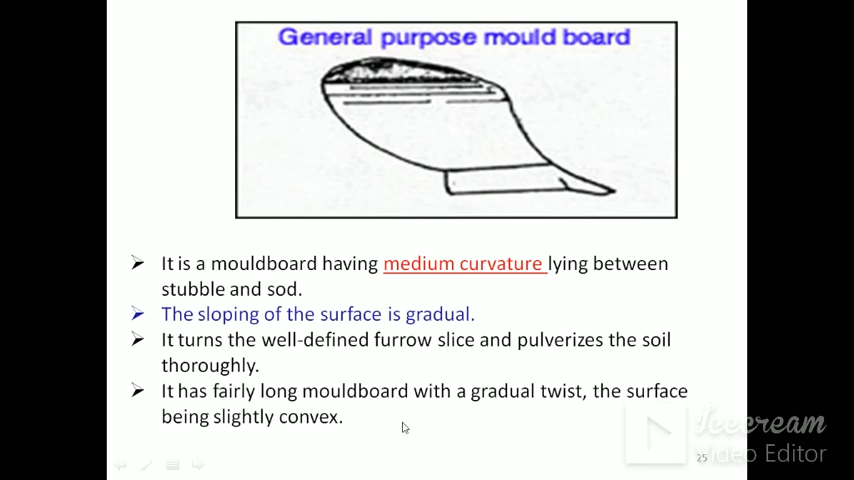 General purpose mould board
It is a mouldboard having medium curvature lying between
stubble and sod.
The sloping of the surface is gradual.
It turns the well-defined furrow slice and pulverizes the soil
thoroughly.
It has fairly long mouldboard with a gradual twist, the surface
being slightly convex.
Icecream
Video Editor
25